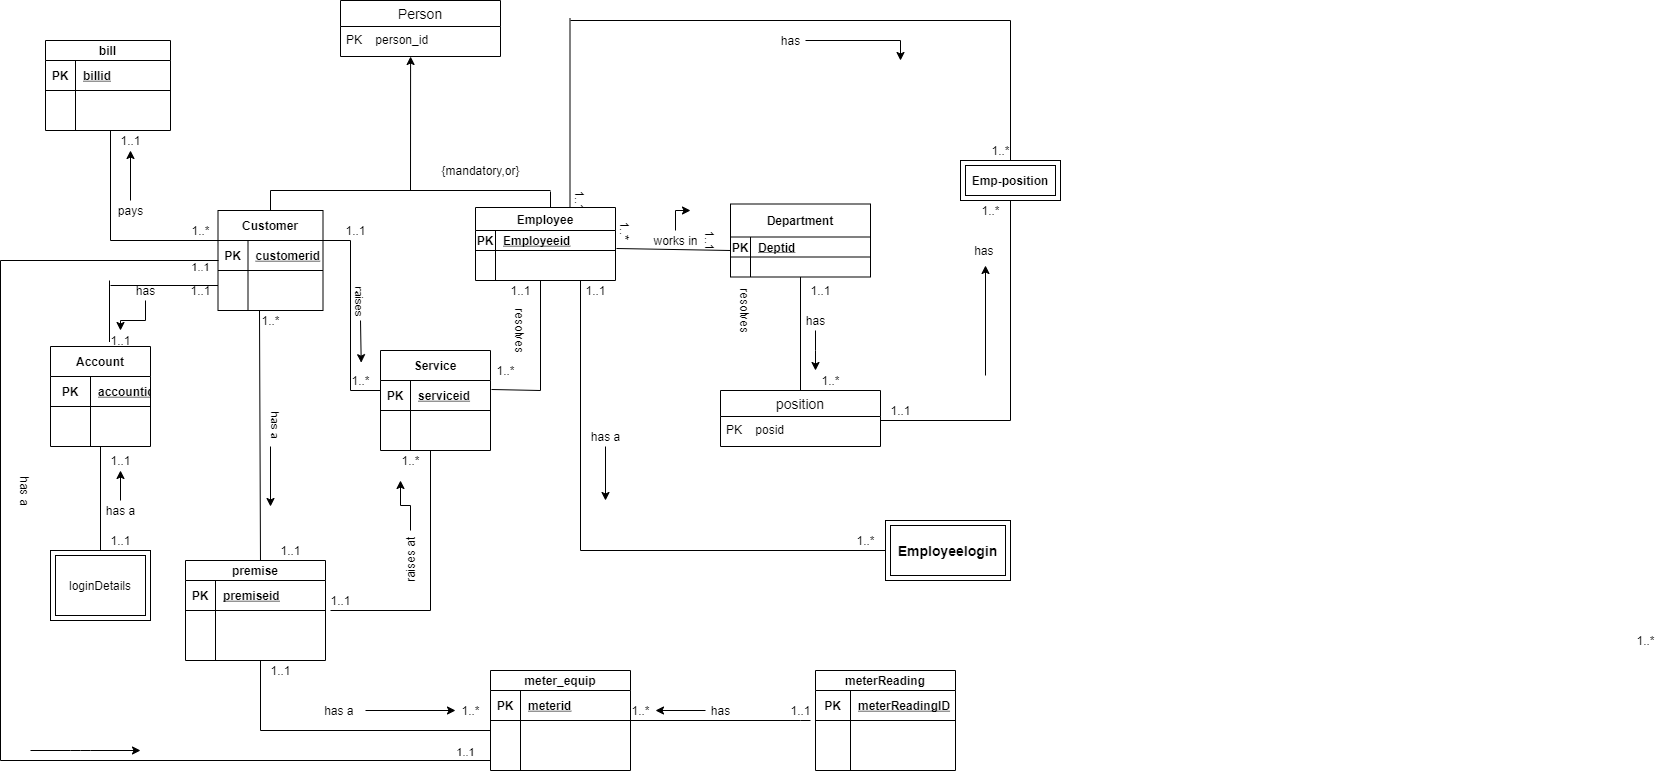 Person
PK person_id
has
bill
PK billid
1..1
1..*
{mandatory,or}
Emp-position
pays
1..*
1..*
1..
Customer
1..1
Employee
1..*
works in
1..1
Department
PK customerid
PK Employeeid
PK Deptid
has
1..1
has
1..1
1..1
1..1
1..1
raises
resolves
resolves
1..*
has
1..1
Account
Service
1..*
1..*
1..*
PK accountic
PK serviceid
position
1..1
PK posid
has a
has a
1..1
1..*
has a
has a
raises at
1..1
1..1
1..*
Employeelogin
loginDetails
premise
PK premiseid
1..1
1..*
1..1
meter_equip
meterReading
has a
1..*
PK meterid
1..*
has
1..1
PK meterReadingID
1..1